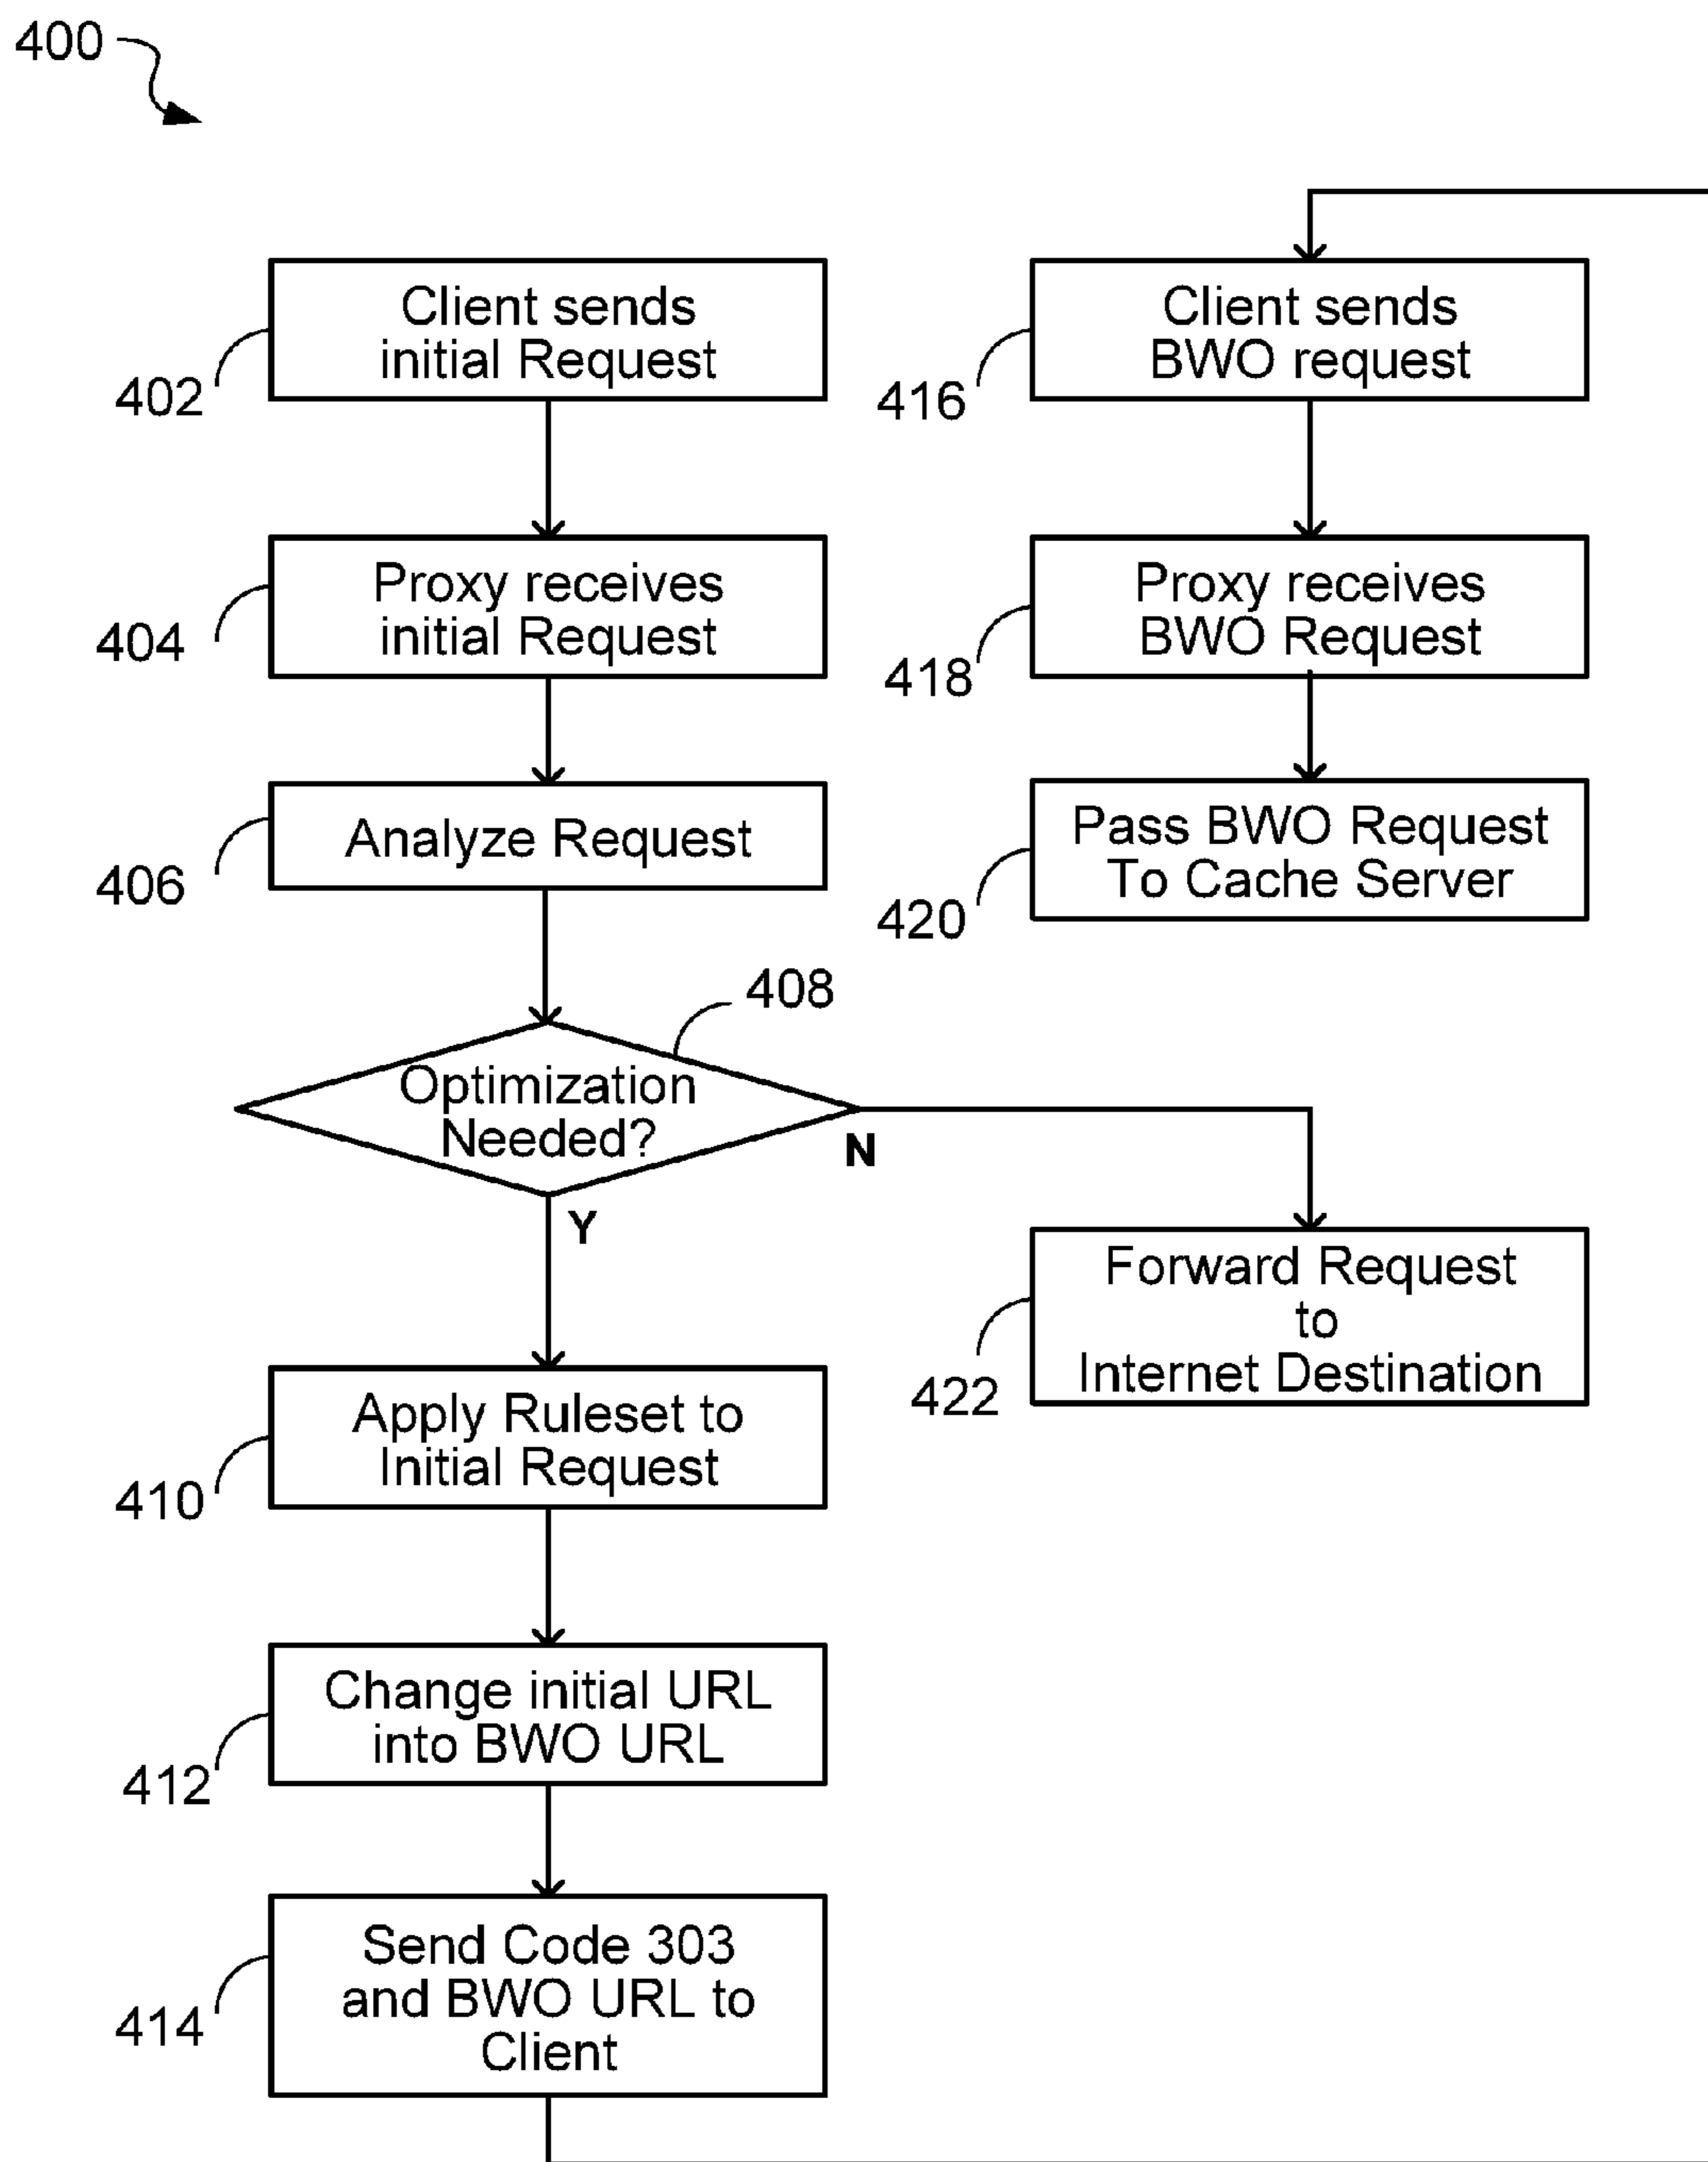 400
Client sends
initial Request
402
Proxy receives
initial Request
404
Analyze Request
406
408
Optimization
Needed?
N
Y
Apply Ruleset to
Initial Request
410
Change initial URL
into BWO URL
412
Send Code 303
and BWO URL to
Client
414
Client sends
BWO request
416
Proxy receives
BWO Request
418
Pass BWO Request
To Cache Server
420
Forward Request
to
Internet Destination
422